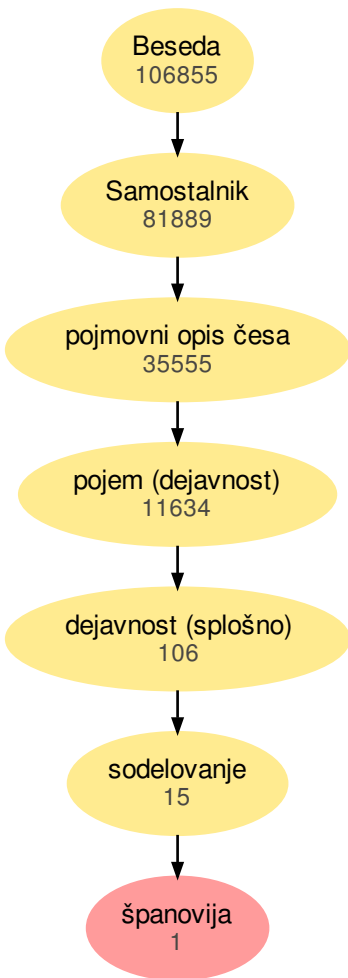 Beseda
106855
Samostalnik
81889
pojmovni opis česa
35555
pojem (dejavnost)
11634
dejavnost (splošno)
106
sodelovanje
15
španovija
1